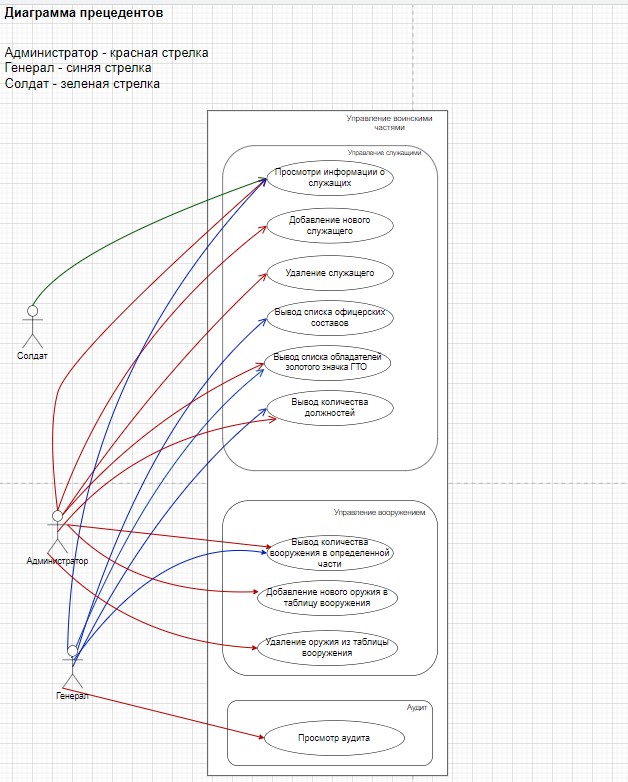 Диаграмма прецедентов
Администратор - красная стрелка
Генерал - синяя стрелка
Солдат - зеленая стрелка
Управление воинскими
частями
Управление служащими
Просмотри информации о
служащих
Добавление нового
служащего
Удаление служащего
Вывод списка офицерских
составов
Солдат
Вывод списка обладателей
золотого значка ГТО
Вывод количества
должностей
Управление вооружением
Вывод количества
вооружения в определенной
части
Администратор
Добавление нового оружия в
таблицу вооружения
Удаление оружия из таблицы
вооружения
Генерал
Аудит
Просмотр аудита